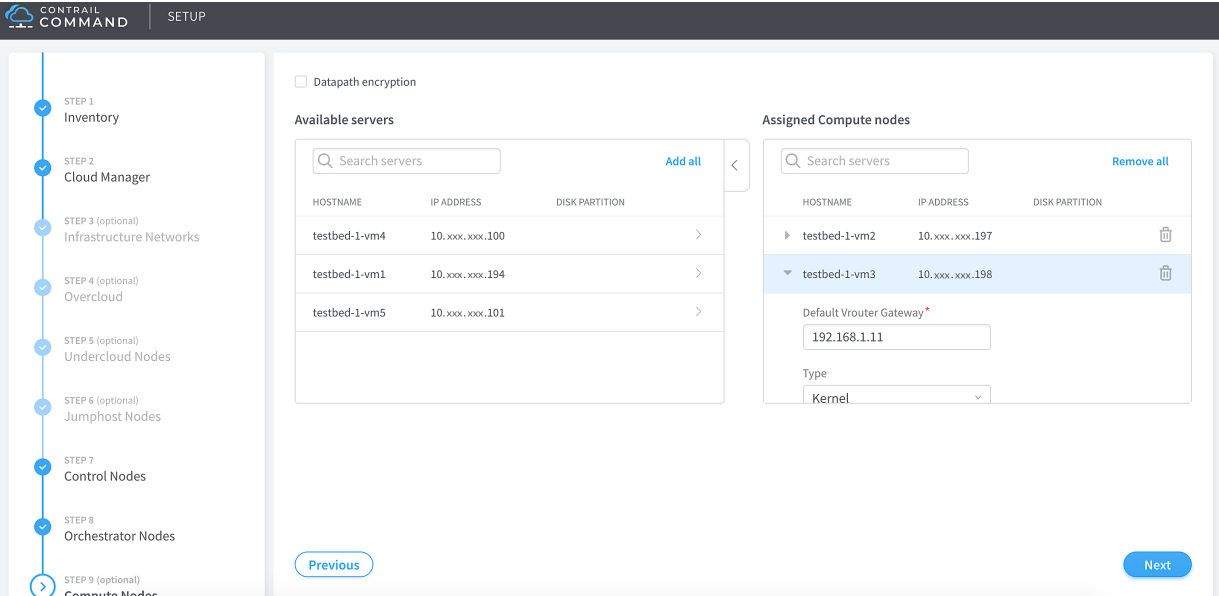 CONTRAIL
COMMAND
SETUP
STEP 1
Inventory
STEP 2
Cloud Manager
STEP 3 (optional)
Infrastructure Networks
STEP 4 (optional)
Overcloud
STEP 5 (optional)
Undercloud Nodes
STEP 6 (optional)
Jumphost Nodes
STEP 7
Control Nodes
STEP 8
Orchestrator Nodes
STEP 9 (optional)
Compute Nodes
Datapath encryption
Available servers
Search servers Add all
HOSTNAME IP ADDRESS DISK PARTITION
testbed-1-vm4 10.xxx.xxx.100
testbed-1-vm1 10.xxx.xxx.194
testbed-1-vm5 10.xxx.xxx.101
Assigned Compute nodes
Search servers Remove all
HOSTNAME IP ADDRESS DISK PARTITION
testbed-1-vm2 10.xxx.xxx.197
testbed-1-vm3 10.xxx.xxx.198
Default Vrouter Gateway*
192.168.1.11
Type
Kernel
Previous
Next